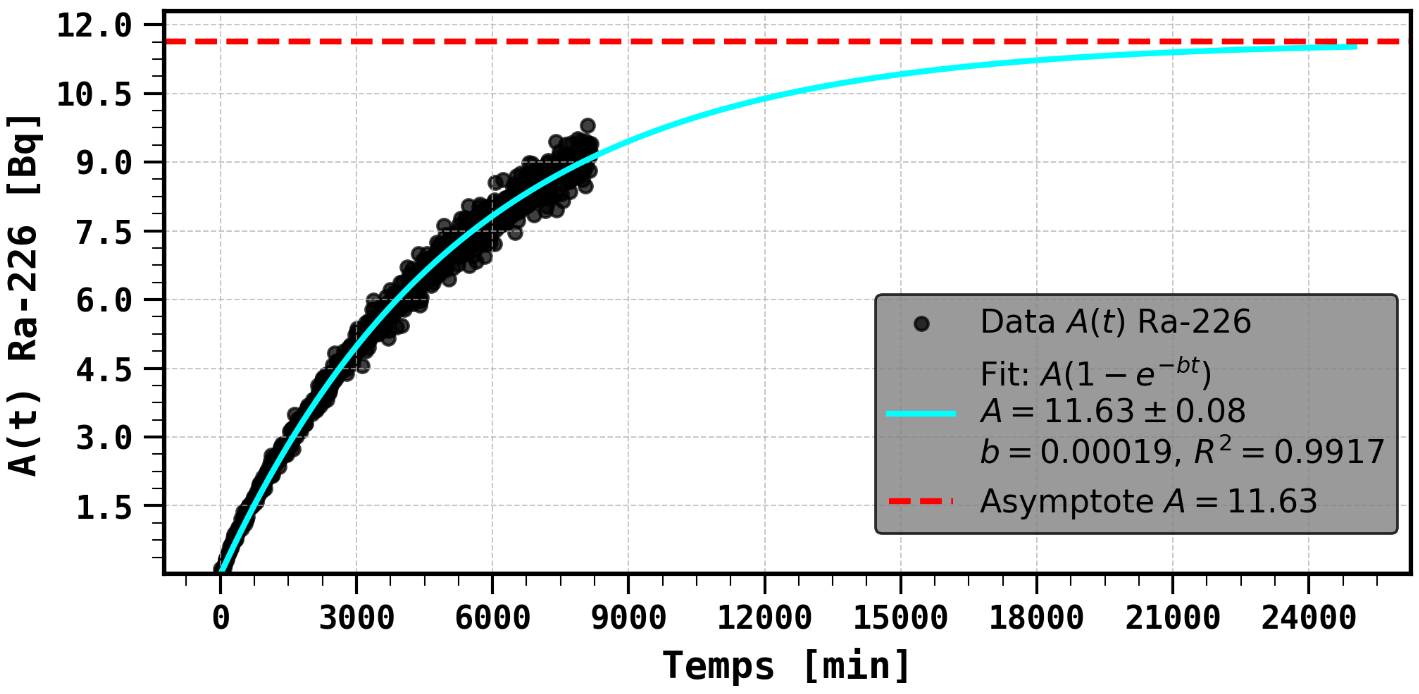 A(t) Ra-226 [Bq]
12.0
10.5
9.0
7.5
6.0
4.5
3.0
1.5
Data A(t) Ra-226
Fit: A(1 − e^{−bt})
A = 11.63 ± 0.08
b = 0.00019, R² = 0.9917
Asymptote A = 11.63
0 3000 6000 9000 12000 15000 18000 21000 24000
Temps [min]